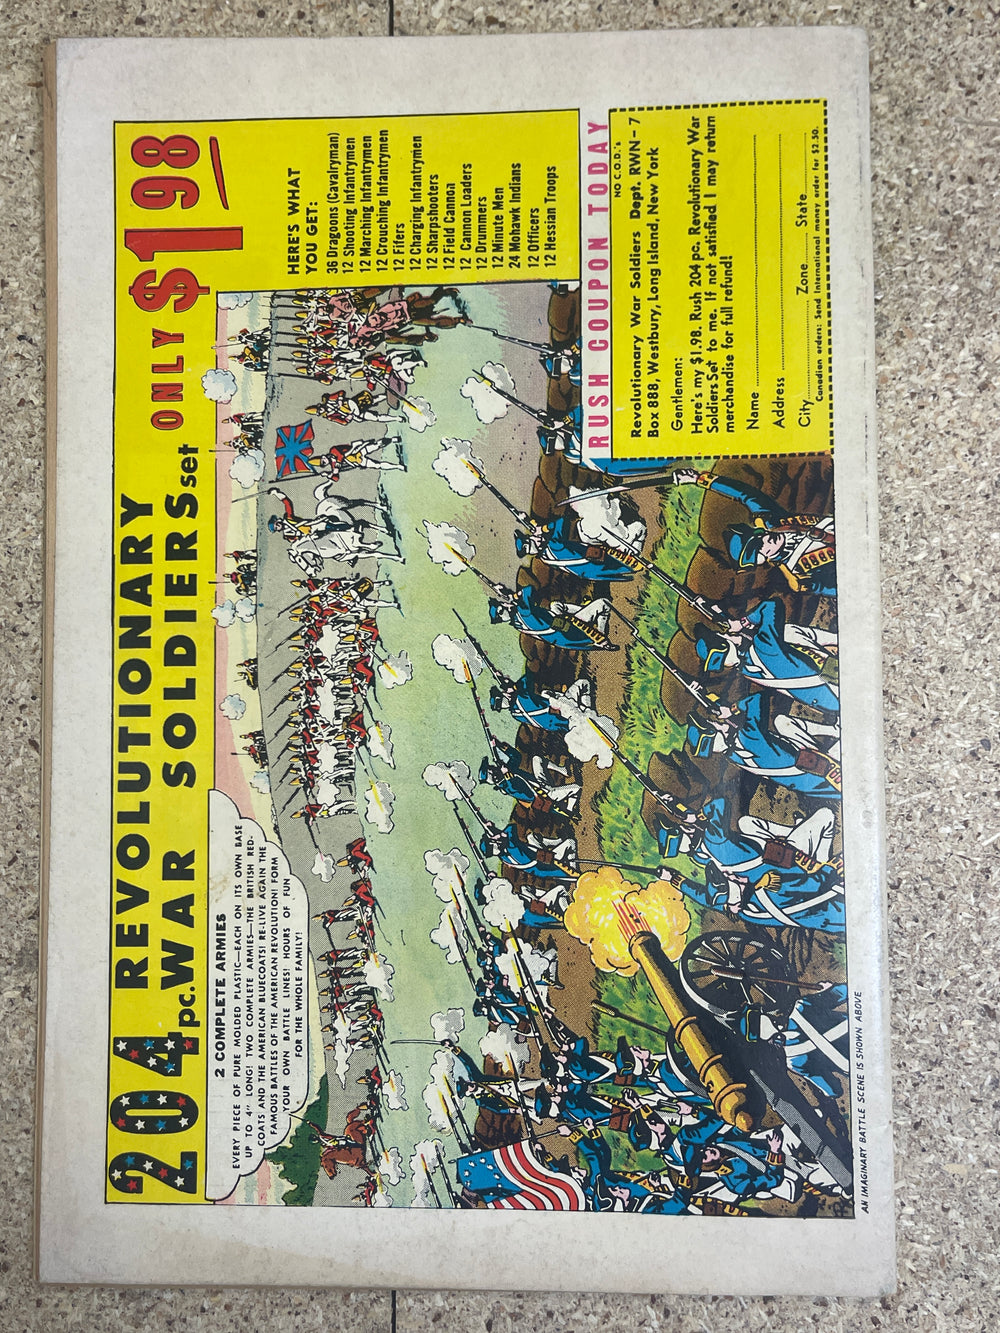 204 REVOLUTIONARY
pc. WAR SOLDIERS set ONLY $1 98
2 COMPLETE ARMIES
EVERY PIECE OF PURE MOLDED PLASTIC—EACH ON ITS OWN BASE
UP TO 4" LONG! TWO COMPLETE ARMIES—THE BRITISH RED-
COATS AND THE AMERICAN BLUECOATS! RE-LIVE AGAIN THE
FAMOUS BATTLES OF THE AMERICAN REVOLUTION! FORM
YOUR OWN BATTLE LINES! HOURS OF FUN
FOR THE WHOLE FAMILY!
HERE'S WHAT
YOU GET:
36 Dragoons (Cavalryman)
12 Shooting Infantrymen
12 Marching Infantrymen
12 Crouching Infantrymen
12 Fifers
12 Charging Infantrymen
12 Sharpshooters
12 Field Cannon
12 Cannon Loaders
12 Drummers
12 Minute Men
24 Mohawk Indians
12 Officers
12 Hessian Troops
RUSH COUPON TODAY
NO C.O.D.'s
Revolutionary War Soldiers Dept. RWN-7
Box 888, Westbury, Long Island, New York
Gentlemen:
Here's my $1.98. Rush 204 pc. Revolutionary War
Soldiers Set to me. If not satisfied I may return
merchandise for full refund!
Name
Address
City Zone State
Canadian orders: Send International money order for $2.50.
AN IMAGINARY BATTLE SCENE IS SHOWN ABOVE